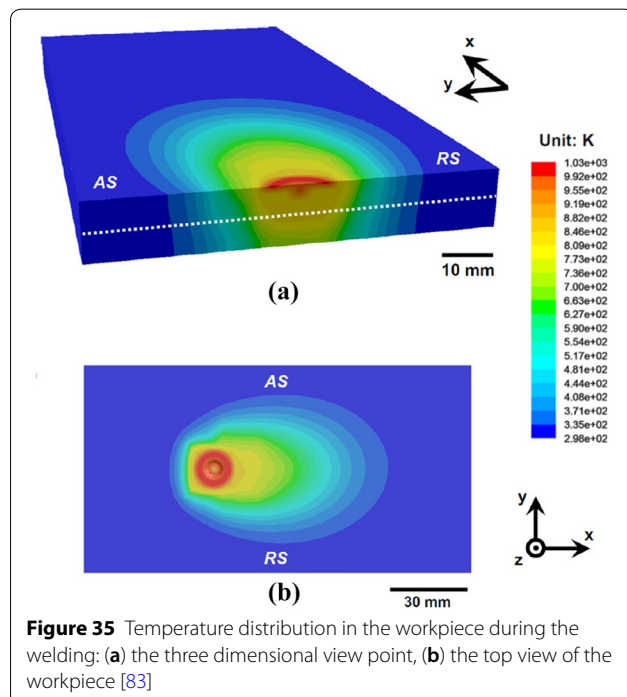 x
y
Unit: K
AS
RS
1.03e+03
9.92e+02
9.55e+02
9.19e+02
8.82e+02
8.46e+02
8.09e+02
7.73e+02
7.36e+02
7.00e+02
6.63e+02
6.27e+02
5.90e+02
5.54e+02
5.17e+02
4.81e+02
4.44e+02
4.08e+02
3.71e+02
3.35e+02
2.98e+02
10 mm
(a)
AS
RS
y
x
z
(b)
30 mm
Figure 35 Temperature distribution in the workpiece during the
welding: (a) the three dimensional view point, (b) the top view of the
workpiece [83]